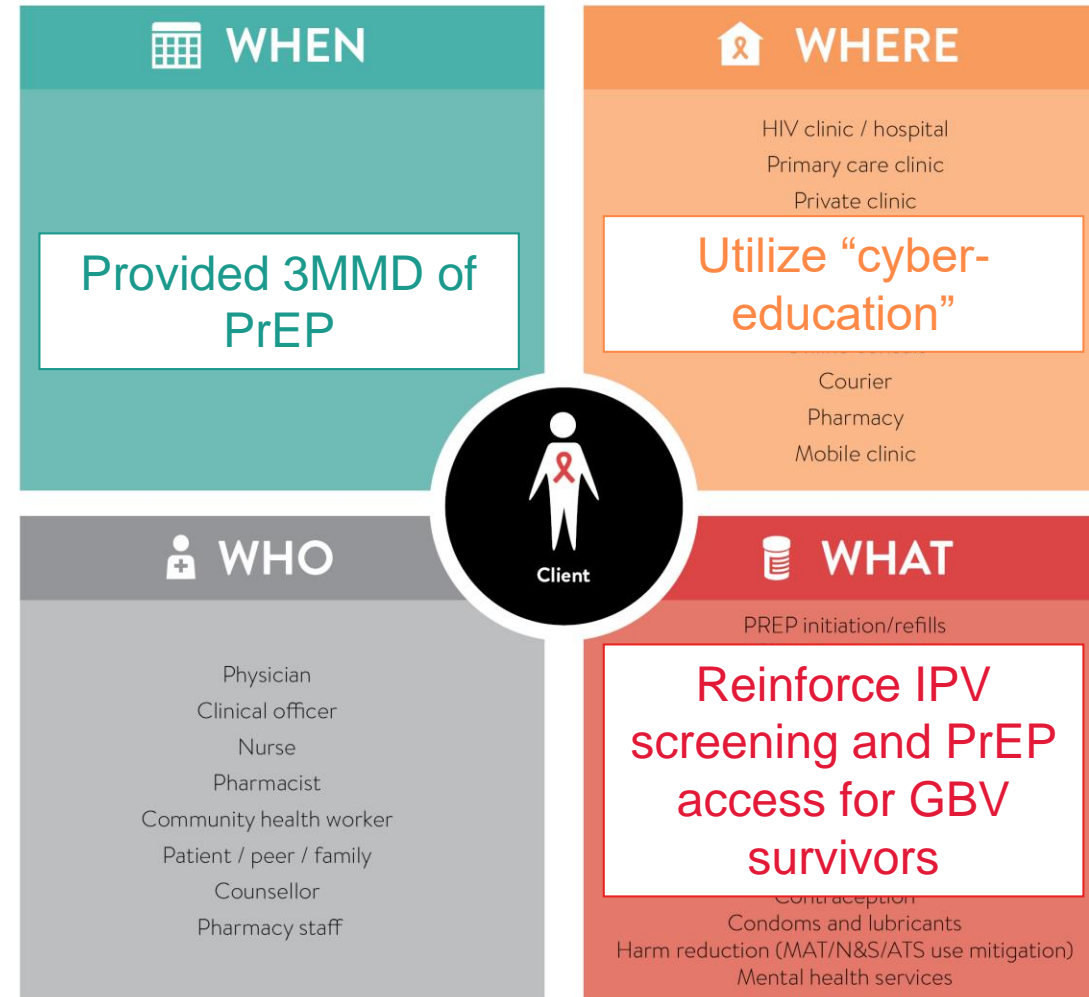 WHEN
Provided 3MMD of
PrEP
WHERE
HIV clinic / hospital
Primary care clinic
Private clinic
Utilize “cyber-
education”
Courier
Pharmacy
Mobile clinic
Client
WHO
Physician
Clinical officer
Nurse
Pharmacist
Community health worker
Patient / peer / family
Counsellor
Pharmacy staff
WHAT
PREP initiation/refills
Reinforce IPV
screening and PrEP
access for GBV
survivors
Contraception
Condoms and lubricants
Harm reduction (MAT/N&S/ATS use mitigation)
Mental health services